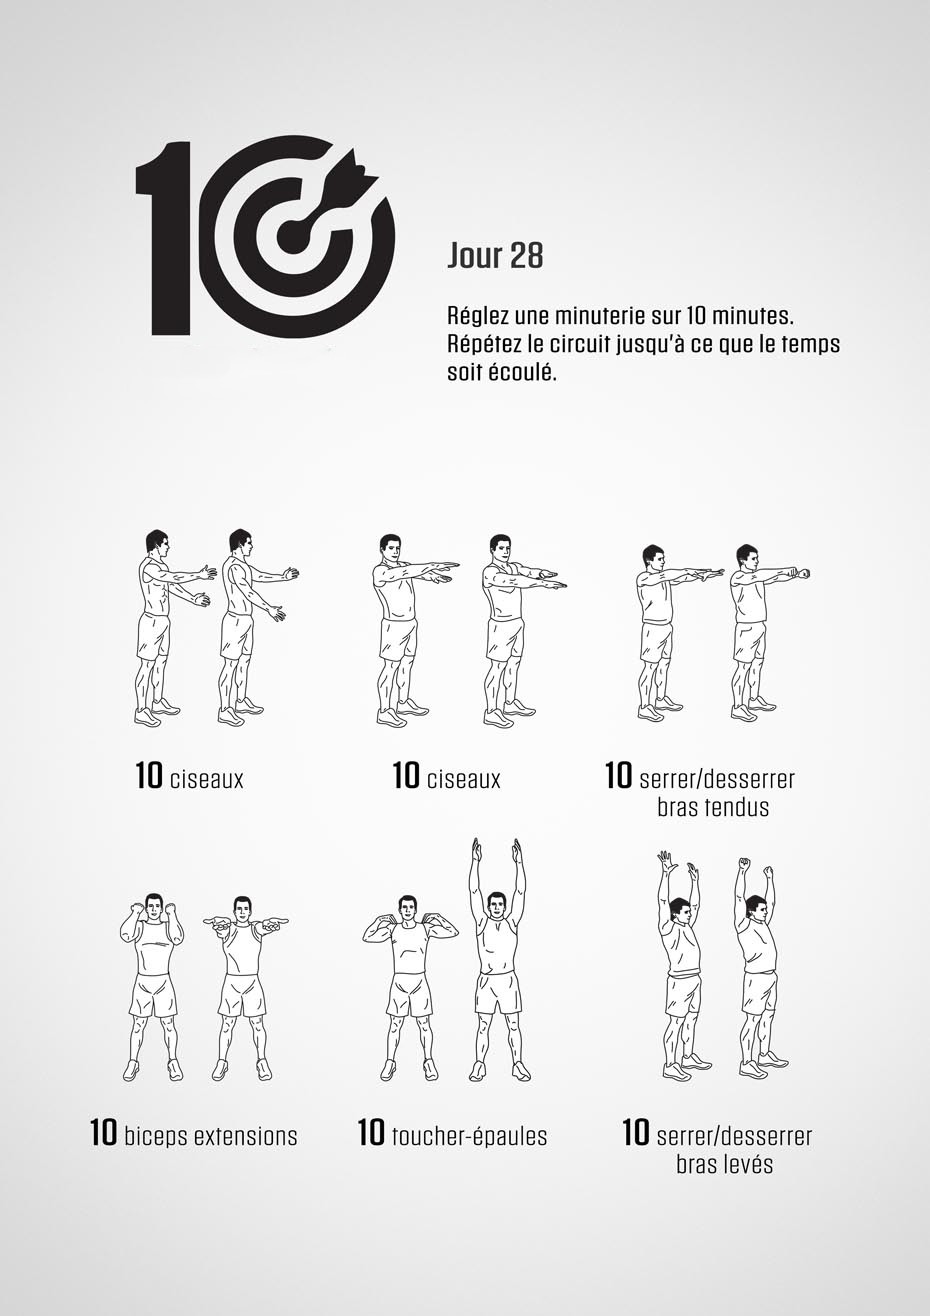 10
Jour 28
Réglez une minuterie sur 10 minutes.
Répétez le circuit jusqu'à ce que le temps
soit écoulé.
10 ciseaux
10 ciseaux
10 serrer/desserrer
bras tendus
10 biceps extensions
10 toucher-épaules
10 serrer/desserrer
bras levés